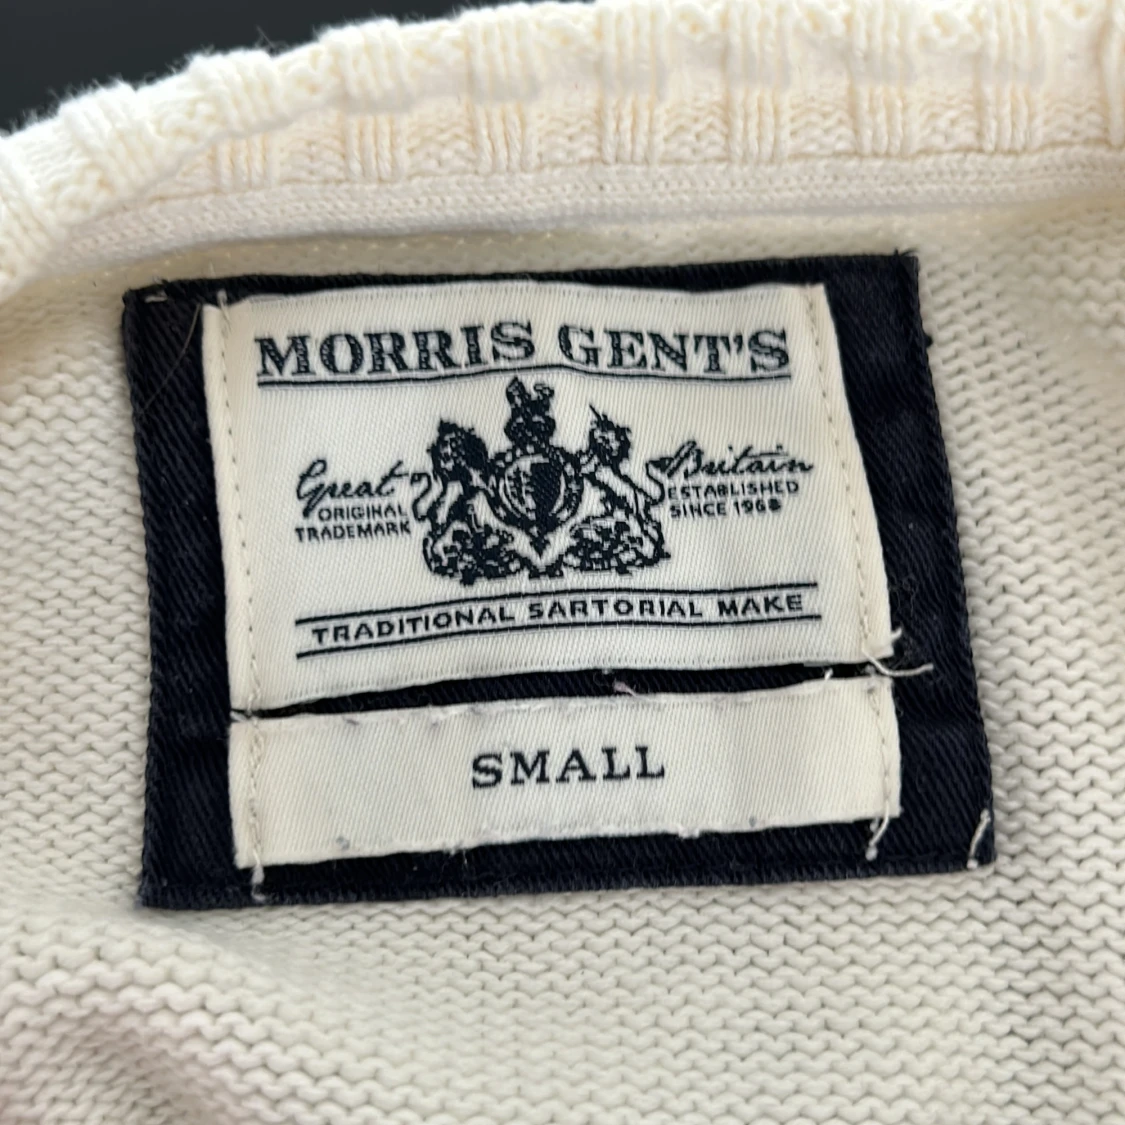 MORRIS GENT'S
Great Britain
ORIGINAL ESTABLISHED
TRADEMARK SINCE 1968
TRADITIONAL SARTORIAL MAKE
SMALL